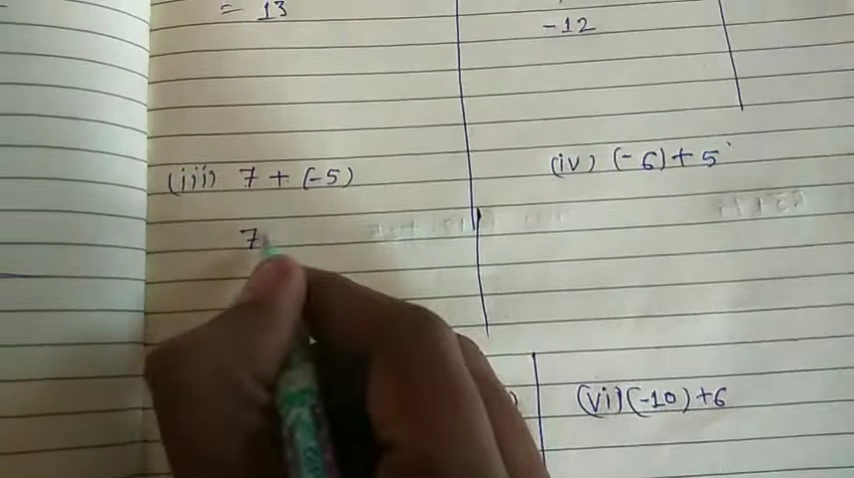 = 13
-12
(iii) 7 + (-5)
(iv) (-6) + 5
7
)
(vi) (-10) + 6